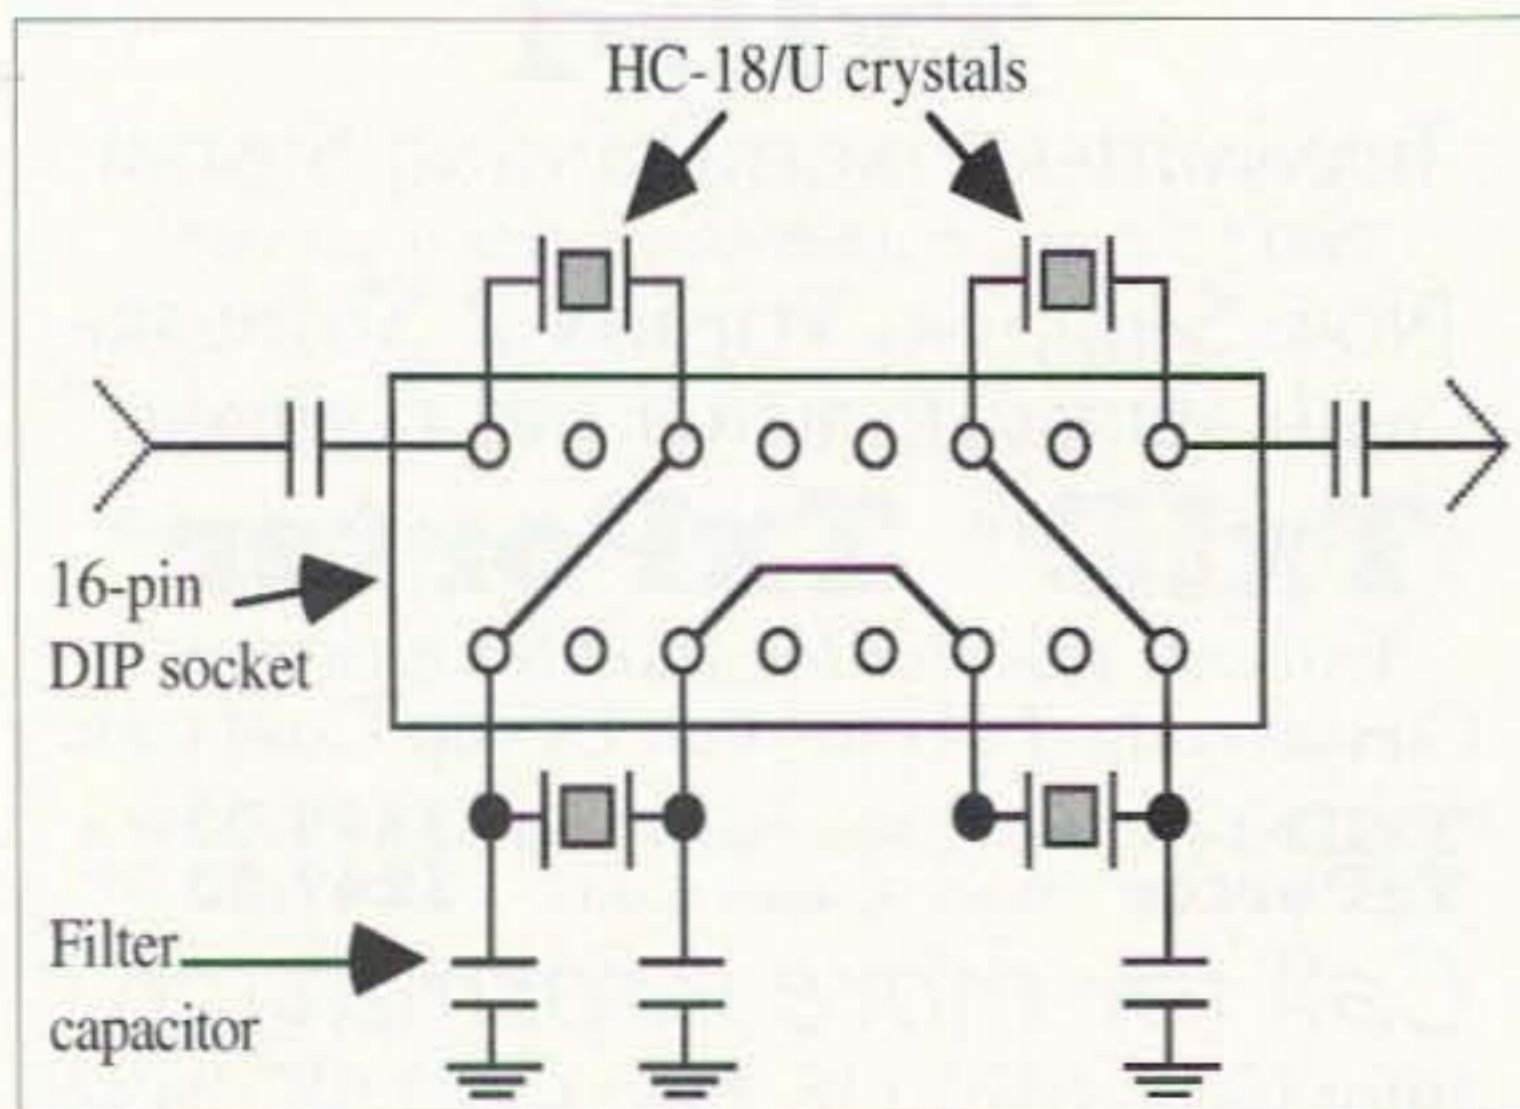 HC-18/U crystals
16-pin
DIP socket
Filter
capacitor